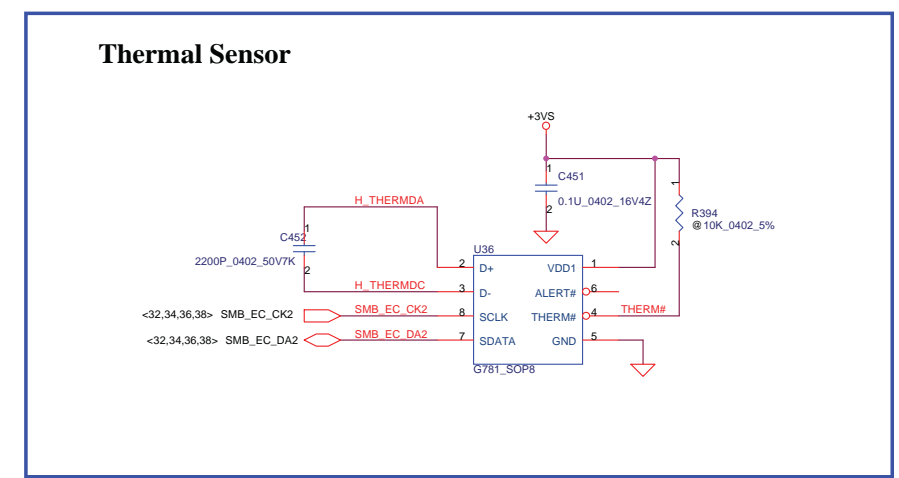 Thermal Sensor
+3VS
1
C451
0.1U_0402_16V4Z
2
1
R394
@ 10K_0402_5%
2
H_THERMDA
1
C452
2200P_0402_50V7K
2
H_THERMDC
U36
2 D+ VDD1 1
3 D- ALERT# 6
<32,34,36,38> SMB_EC_CK2 SMB_EC_CK2 8 SCLK THERM# 4 THERM#
<32,34,36,38> SMB_EC_DA2 SMB_EC_DA2 7 SDATA GND 5
G781_SOP8